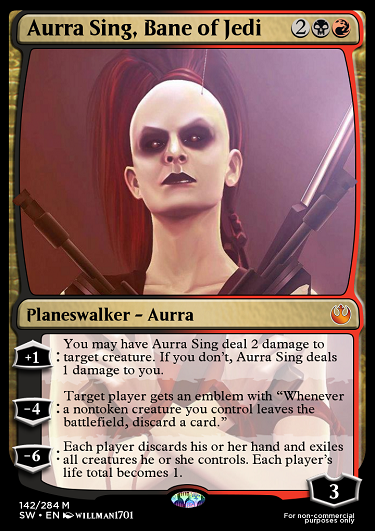 Aurra Sing, Bane of Jedi 2
Planeswalker - Aurra
+1: You may have Aurra Sing deal 2 damage to
target creature. If you don't, Aurra Sing deals
1 damage to you.
-4: Target player gets an emblem with "Whenever
a nontoken creature you control leaves the
battlefield, discard a card."
-6: Each player discards his or her hand and exiles
all creatures he or she controls. Each player's
life total becomes 1.
3
142/284 M
SW • EN WILLMAN1701
For non-commercial
purposes only